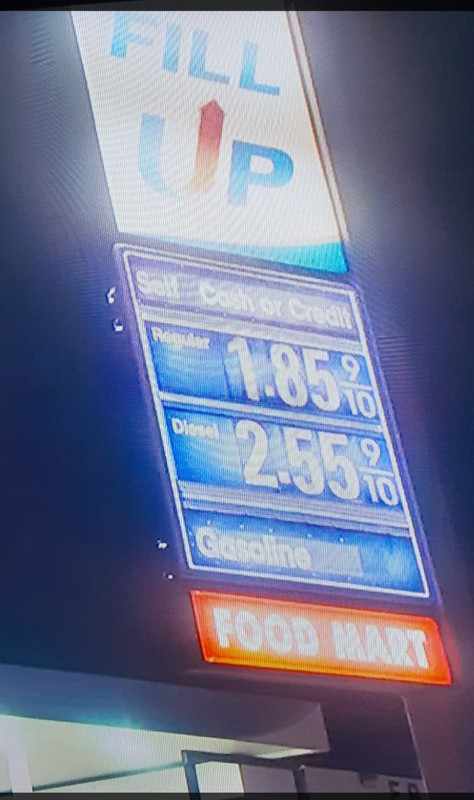 FILL
UP
Self Cash or Credit
Regular 1.85 9/10
Diesel 2.55 9/10
Gasoline
FOOD MART